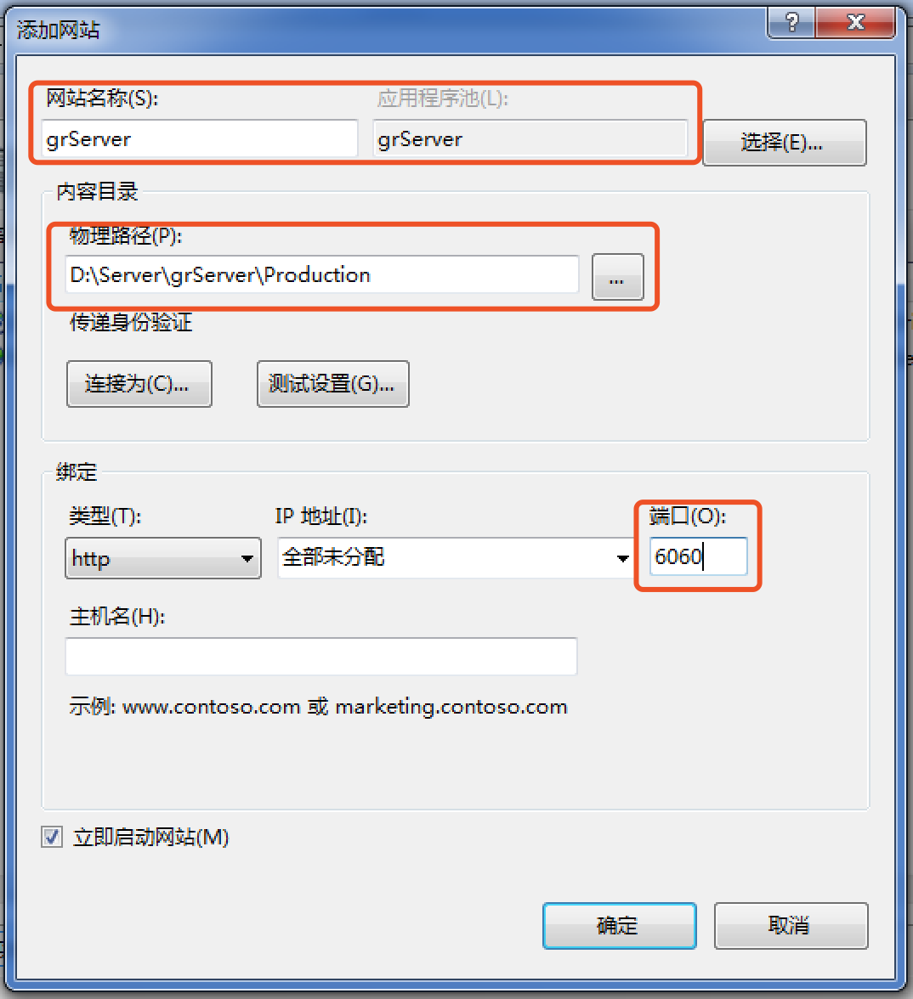 添加网站
网站名称(S):
应用程序池(L):
grServer
grServer
选择(E)...
内容目录
物理路径(P):
D:\Server\grServer\Production
...
传递身份验证
连接为(C)...
测试设置(G)...
绑定
类型(T):
IP 地址(I):
端口(O):
http
全部未分配
6060
主机名(H):
示例: www.contoso.com 或 marketing.contoso.com
立即启动网站(M)
确定
取消